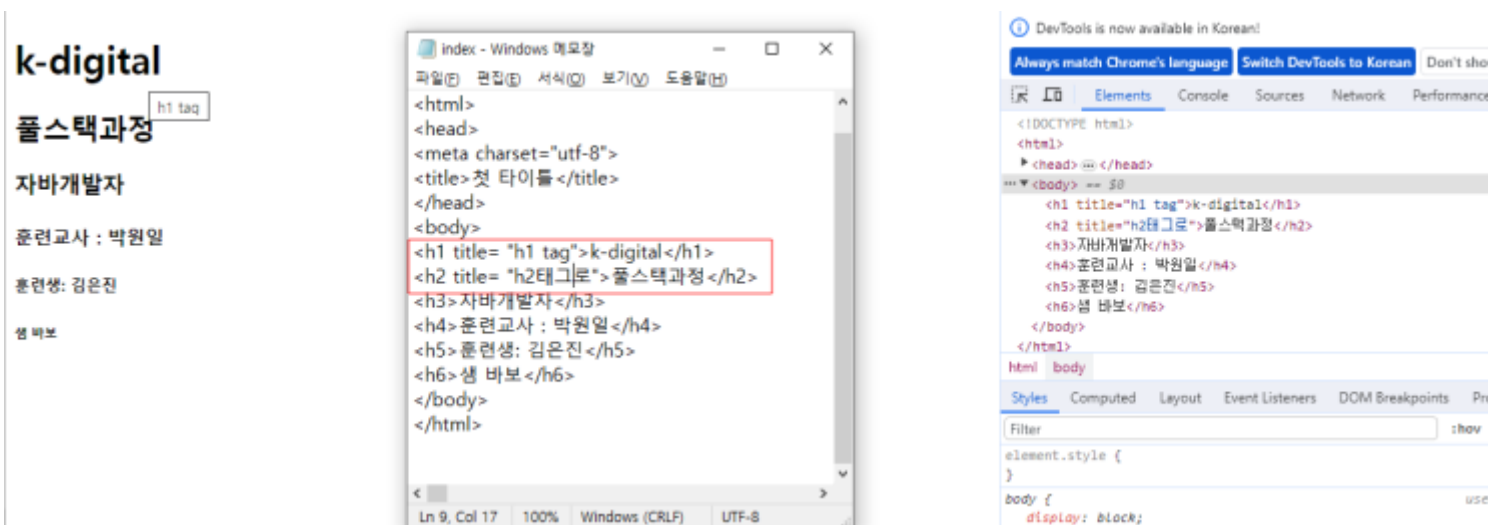 k-digital
h1 tag
풀스택과정
자바개발자
훈련교사 : 박원일
훈련생: 김은진
샘 바보
index - Windows 메모장
파일(F) 편집(E) 서식(O) 보기(V) 도움말(H)
<html>
<head>
<meta charset="utf-8">
<title>첫 타이틀</title>
</head>
<body>
<h1 title= "h1 tag">k-digital</h1>
<h2 title= "h2태그로">풀스택과정</h2>
<h3>자바개발자</h3>
<h4>훈련교사 : 박원일</h4>
<h5>훈련생: 김은진</h5>
<h6>샘 바보</h6>
</body>
</html>
Ln 9, Col 17 100% Windows (CRLF) UTF-8
DevTools is now available in Korean!
Always match Chrome's language Switch DevTools to Korean Don't sho
Elements Console Sources Network Performance
<!DOCTYPE html>
<html>
<head> ... </head>
... <body> == $0
<h1 title="h1 tag">k-digital</h1>
<h2 title="h2태그로">풀스택과정</h2>
<h3>자바개발자</h3>
<h4>훈련교사 : 박원일</h4>
<h5>훈련생: 김은진</h5>
<h6>샘 바보</h6>
</body>
</html>
html body
Styles Computed Layout Event Listeners DOM Breakpoints Pr
Filter :hov
element.style {
}
body { use
display: block;